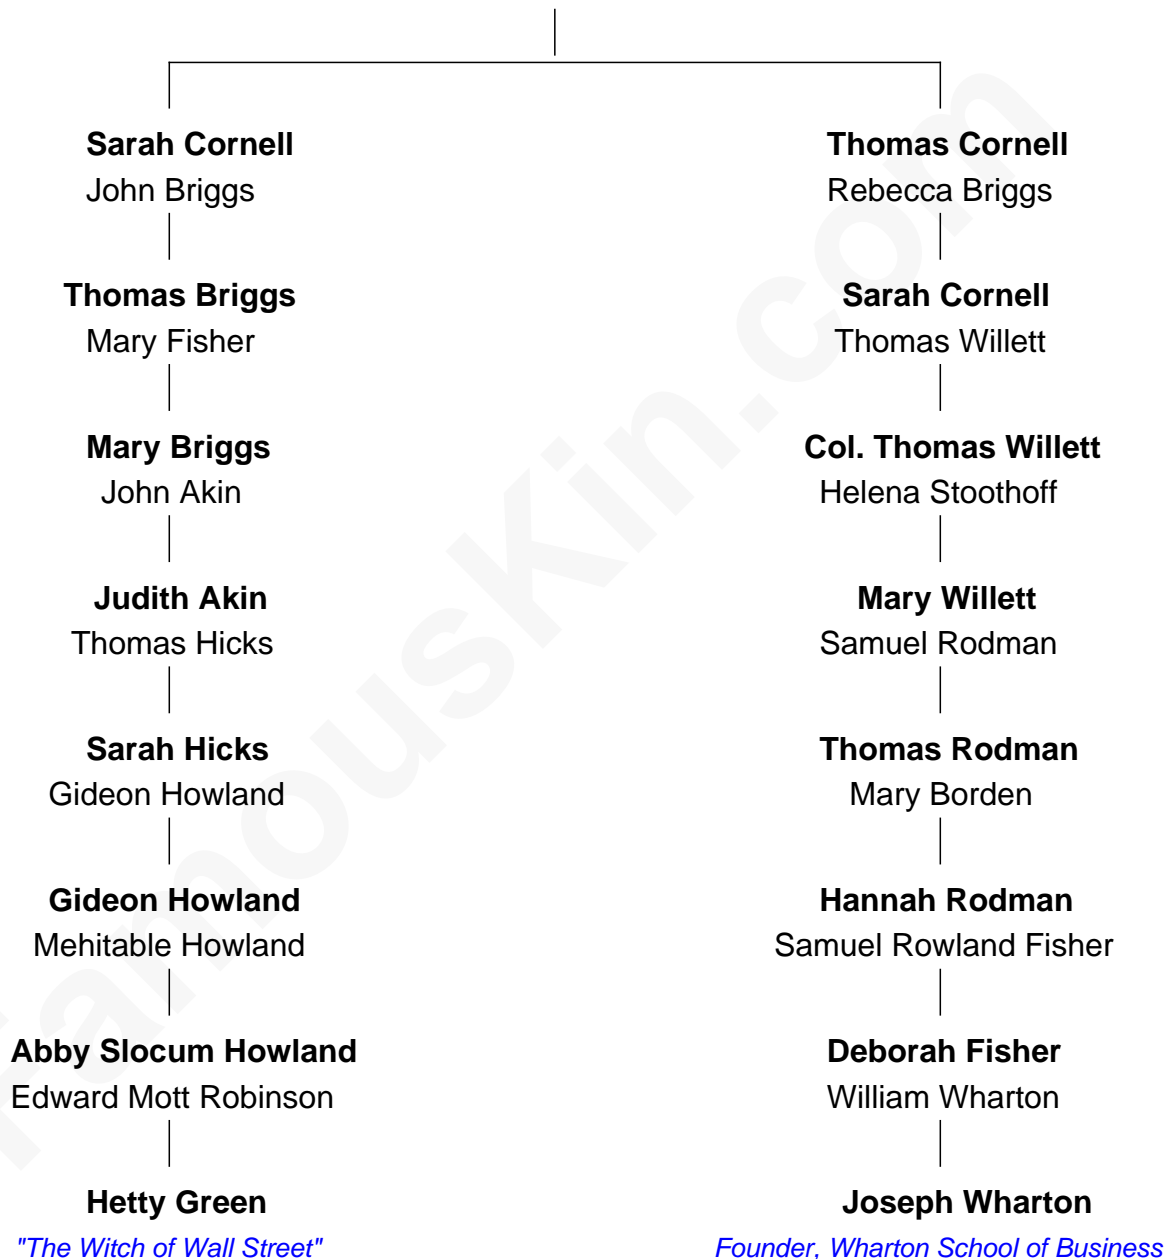 Sarah Cornell
John Briggs
Thomas Briggs
Mary Fisher
Mary Briggs
John Akin
Judith Akin
Thomas Hicks
Sarah Hicks
Gideon Howland
Gideon Howland
Mehitable Howland
Abby Slocum Howland
Edward Mott Robinson
Hetty Green
"The Witch of Wall Street"
Thomas Cornell
Rebecca Briggs
Sarah Cornell
Thomas Willett
Col. Thomas Willett
Helena Stoothoff
Mary Willett
Samuel Rodman
Thomas Rodman
Mary Borden
Hannah Rodman
Samuel Rowland Fisher
Deborah Fisher
William Wharton
Joseph Wharton
Founder, Wharton School of Business
FamousKin.com